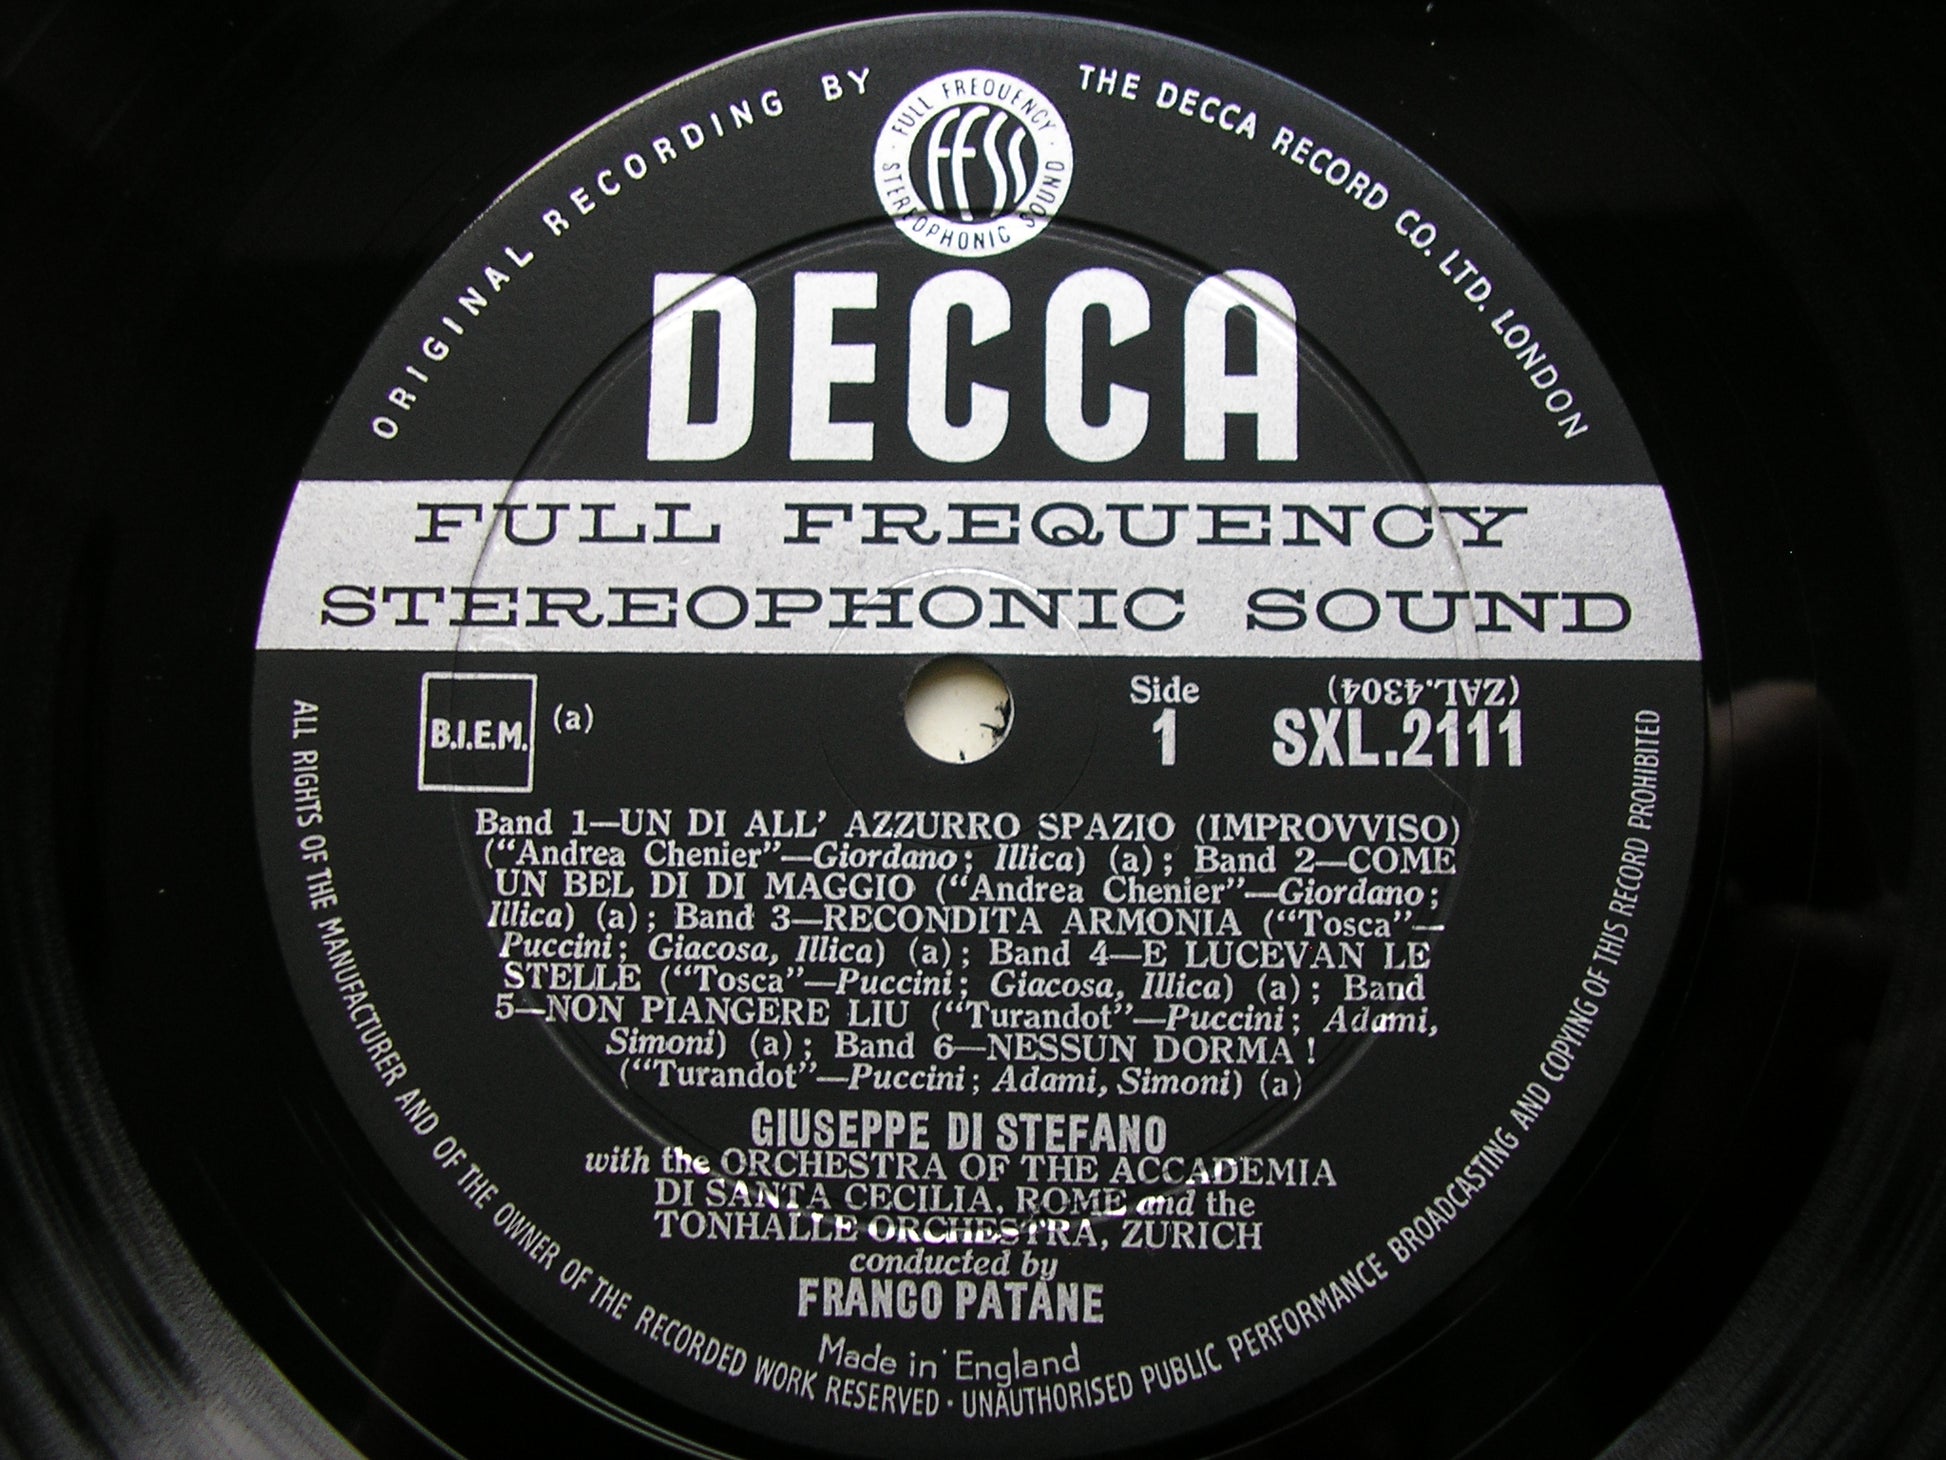 ORIGINAL RECORDING BY
THE DECCA RECORD CO. LTD. LONDON
FULL FREQUENCY
STEREOPHONIC SOUND
FFSS
DECCA
FULL FREQUENCY
STEREOPHONIC SOUND
B.I.E.M.
(a)
Side
1
(ZAL.4304)
SXL.2111
Band 1—UN DI ALL' AZZURRO SPAZIO (IMPROVVISO)
("Andrea Chenier"—Giordano; Illica) (a); Band 2—COME
UN BEL DI DI MAGGIO ("Andrea Chenier"—Giordano;
Illica) (a); Band 3—RECONDITA ARMONIA ("Tosca"—
Puccini; Giacosa, Illica) (a); Band 4—E LUCEVAN LE
STELLE ("Tosca"—Puccini; Giacosa, Illica) (a); Band
5—NON PIANGERE LIU ("Turandot"—Puccini; Adami,
Simoni) (a); Band 6—NESSUN DORMA!
("Turandot"—Puccini; Adami, Simoni) (a)
GIUSEPPE DI STEFANO
with the ORCHESTRA OF THE ACCADEMIA
DI SANTA CECILIA, ROME and the
TONHALLE ORCHESTRA, ZURICH
conducted by
FRANCO PATANE
Made in England
ALL RIGHTS OF THE MANUFACTURER AND OF THE OWNER OF THE RECORDED WORK RESERVED · UNAUTHORISED PUBLIC PERFORMANCE BROADCASTING AND COPYING OF THIS RECORD PROHIBITED